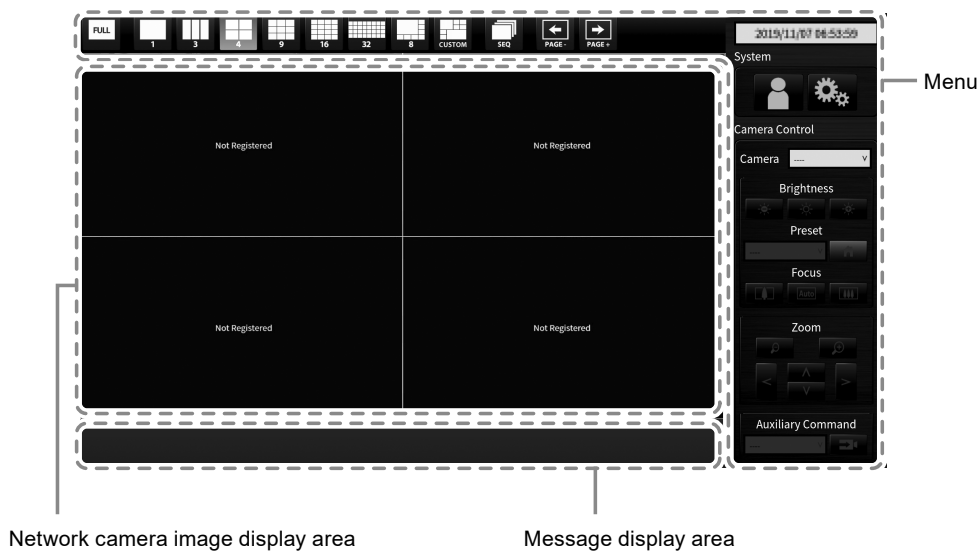 FULL
1
3
4
9
16
32
8
CUSTOM
SEQ
PAGE -
PAGE +
2019/11/07 06:53:59
System
Menu
Camera Control
Camera ---- v
Brightness
Preset
---- v
Focus
Auto
Zoom
Auxiliary Command
---- v
Not Registered
Not Registered
Not Registered
Not Registered
Network camera image display area
Message display area